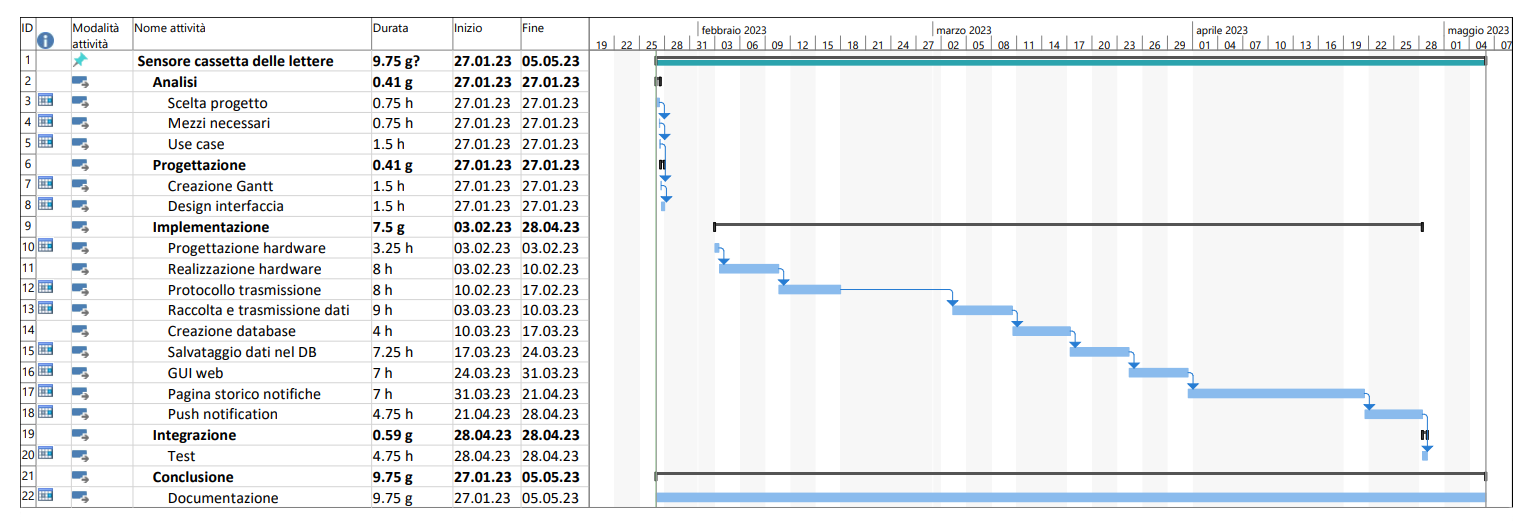 ID Modalità attività Nome attività Durata Inizio Fine febbraio 2023 marzo 2023 aprile 2023 maggio 2023
19 22 25 28 31 03 06 09 12 15 18 21 24 27 02 05 08 11 14 17 20 23 26 29 01 04 07 10 13 16 19 22 25 28 01 04 07
1 Sensore cassetta delle lettere 9.75 g? 27.01.23 05.05.23
2 Analisi 0.41 g 27.01.23 27.01.23
3 Scelta progetto 0.75 h 27.01.23 27.01.23
4 Mezzi necessari 0.75 h 27.01.23 27.01.23
5 Use case 1.5 h 27.01.23 27.01.23
6 Progettazione 0.41 g 27.01.23 27.01.23
7 Creazione Gantt 1.5 h 27.01.23 27.01.23
8 Design interfaccia 1.5 h 27.01.23 27.01.23
9 Implementazione 7.5 g 03.02.23 28.04.23
10 Progettazione hardware 3.25 h 03.02.23 03.02.23
11 Realizzazione hardware 8 h 03.02.23 10.02.23
12 Protocollo trasmissione 8 h 10.02.23 17.02.23
13 Raccolta e trasmissione dati 9 h 03.03.23 10.03.23
14 Creazione database 4 h 10.03.23 17.03.23
15 Salvataggio dati nel DB 7.25 h 17.03.23 24.03.23
16 GUI web 7 h 24.03.23 31.03.23
17 Pagina storico notifiche 7 h 31.03.23 21.04.23
18 Push notification 4.75 h 21.04.23 28.04.23
19 Integrazione 0.59 g 28.04.23 28.04.23
20 Test 4.75 h 28.04.23 28.04.23
21 Conclusione 9.75 g 27.01.23 05.05.23
22 Documentazione 9.75 g 27.01.23 05.05.23